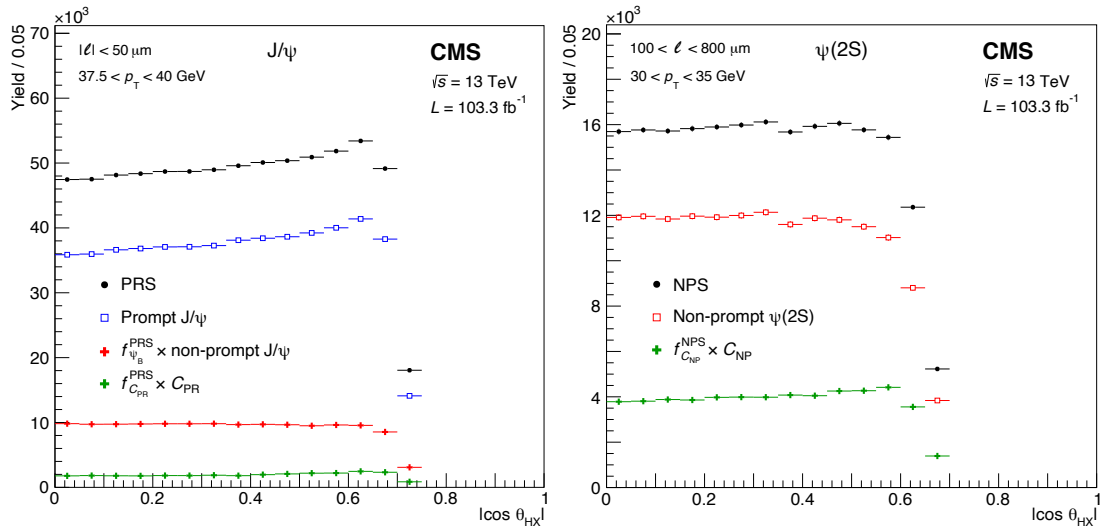 ×10³
70
60
50
40
30
20
10
0
Yield / 0.05
|ℓ| < 50 μm
37.5 < p_T < 40 GeV
J/ψ
CMS
√s = 13 TeV
L = 103.3 fb⁻¹
PRS
Prompt J/ψ
f_{ψ_B}^{PRS} × non-prompt J/ψ
f_{C_PR}^{PRS} × C_PR
0 0.2 0.4 0.6 0.8 1
|cos θ_HX|
×10³
20
16
12
8
4
0
Yield / 0.05
100 < ℓ < 800 μm
30 < p_T < 35 GeV
ψ(2S)
CMS
√s = 13 TeV
L = 103.3 fb⁻¹
NPS
Non-prompt ψ(2S)
f_{C_NP}^{NPS} × C_NP
0 0.2 0.4 0.6 0.8 1
|cos θ_HX|